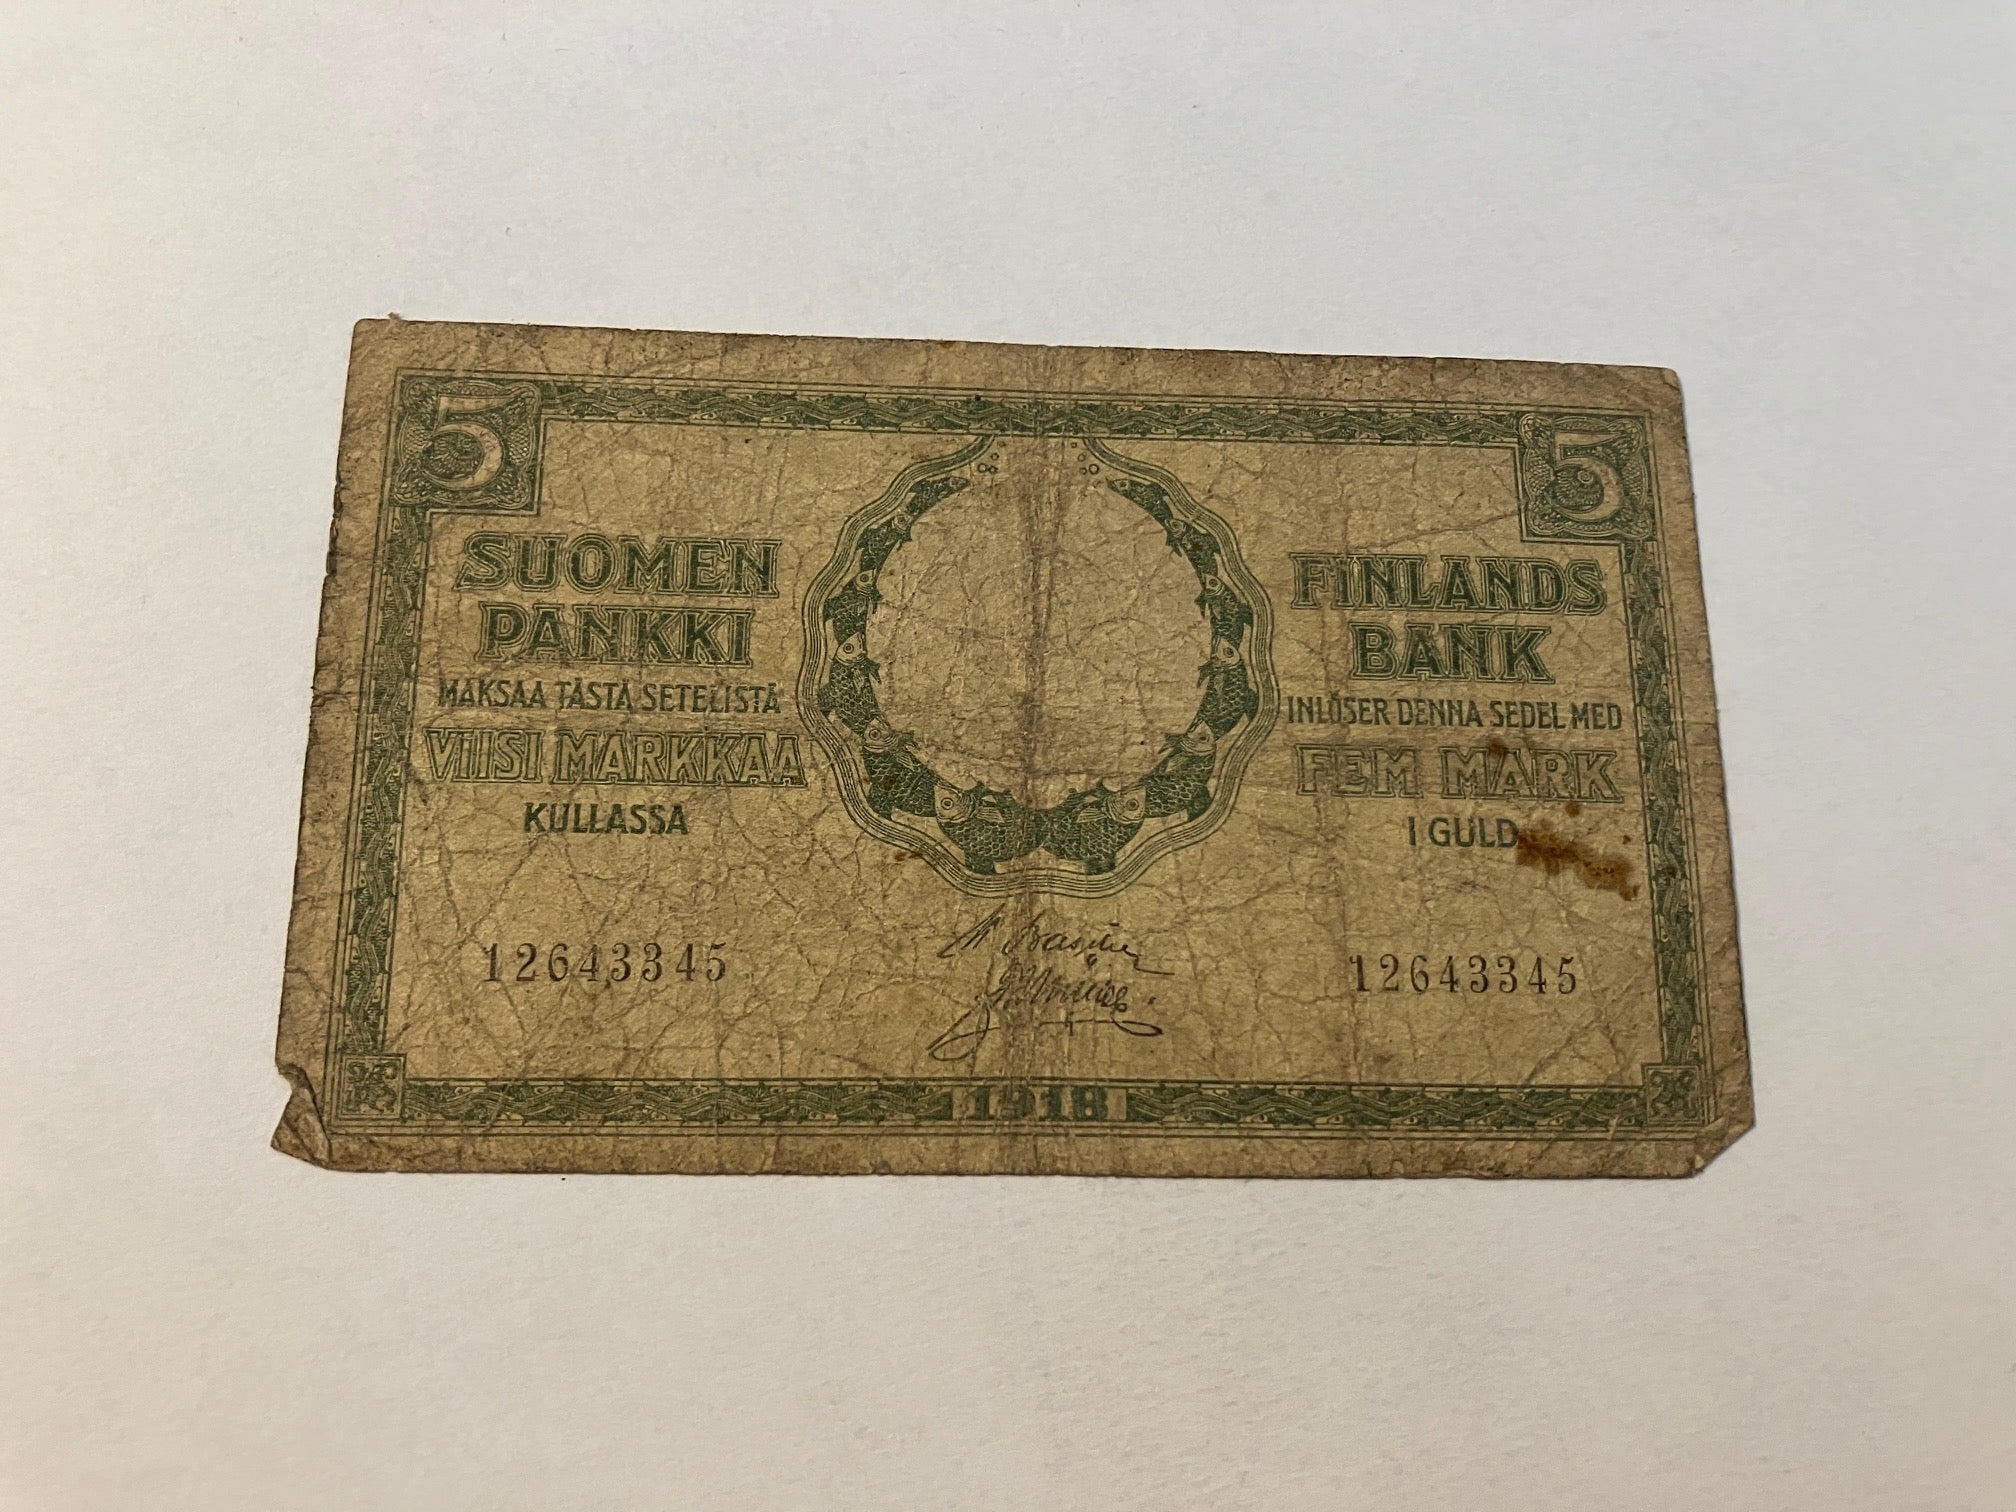 5
5
SUOMEN
PANKKI
MAKSAA TÄSTÄ SETELISTÄ
VIISI MARKKAA
KULLASSA
FINLANDS
BANK
INLÖSER DENNA SEDEL MED
FEM MARK
I GULD
12643345
12643345
1918